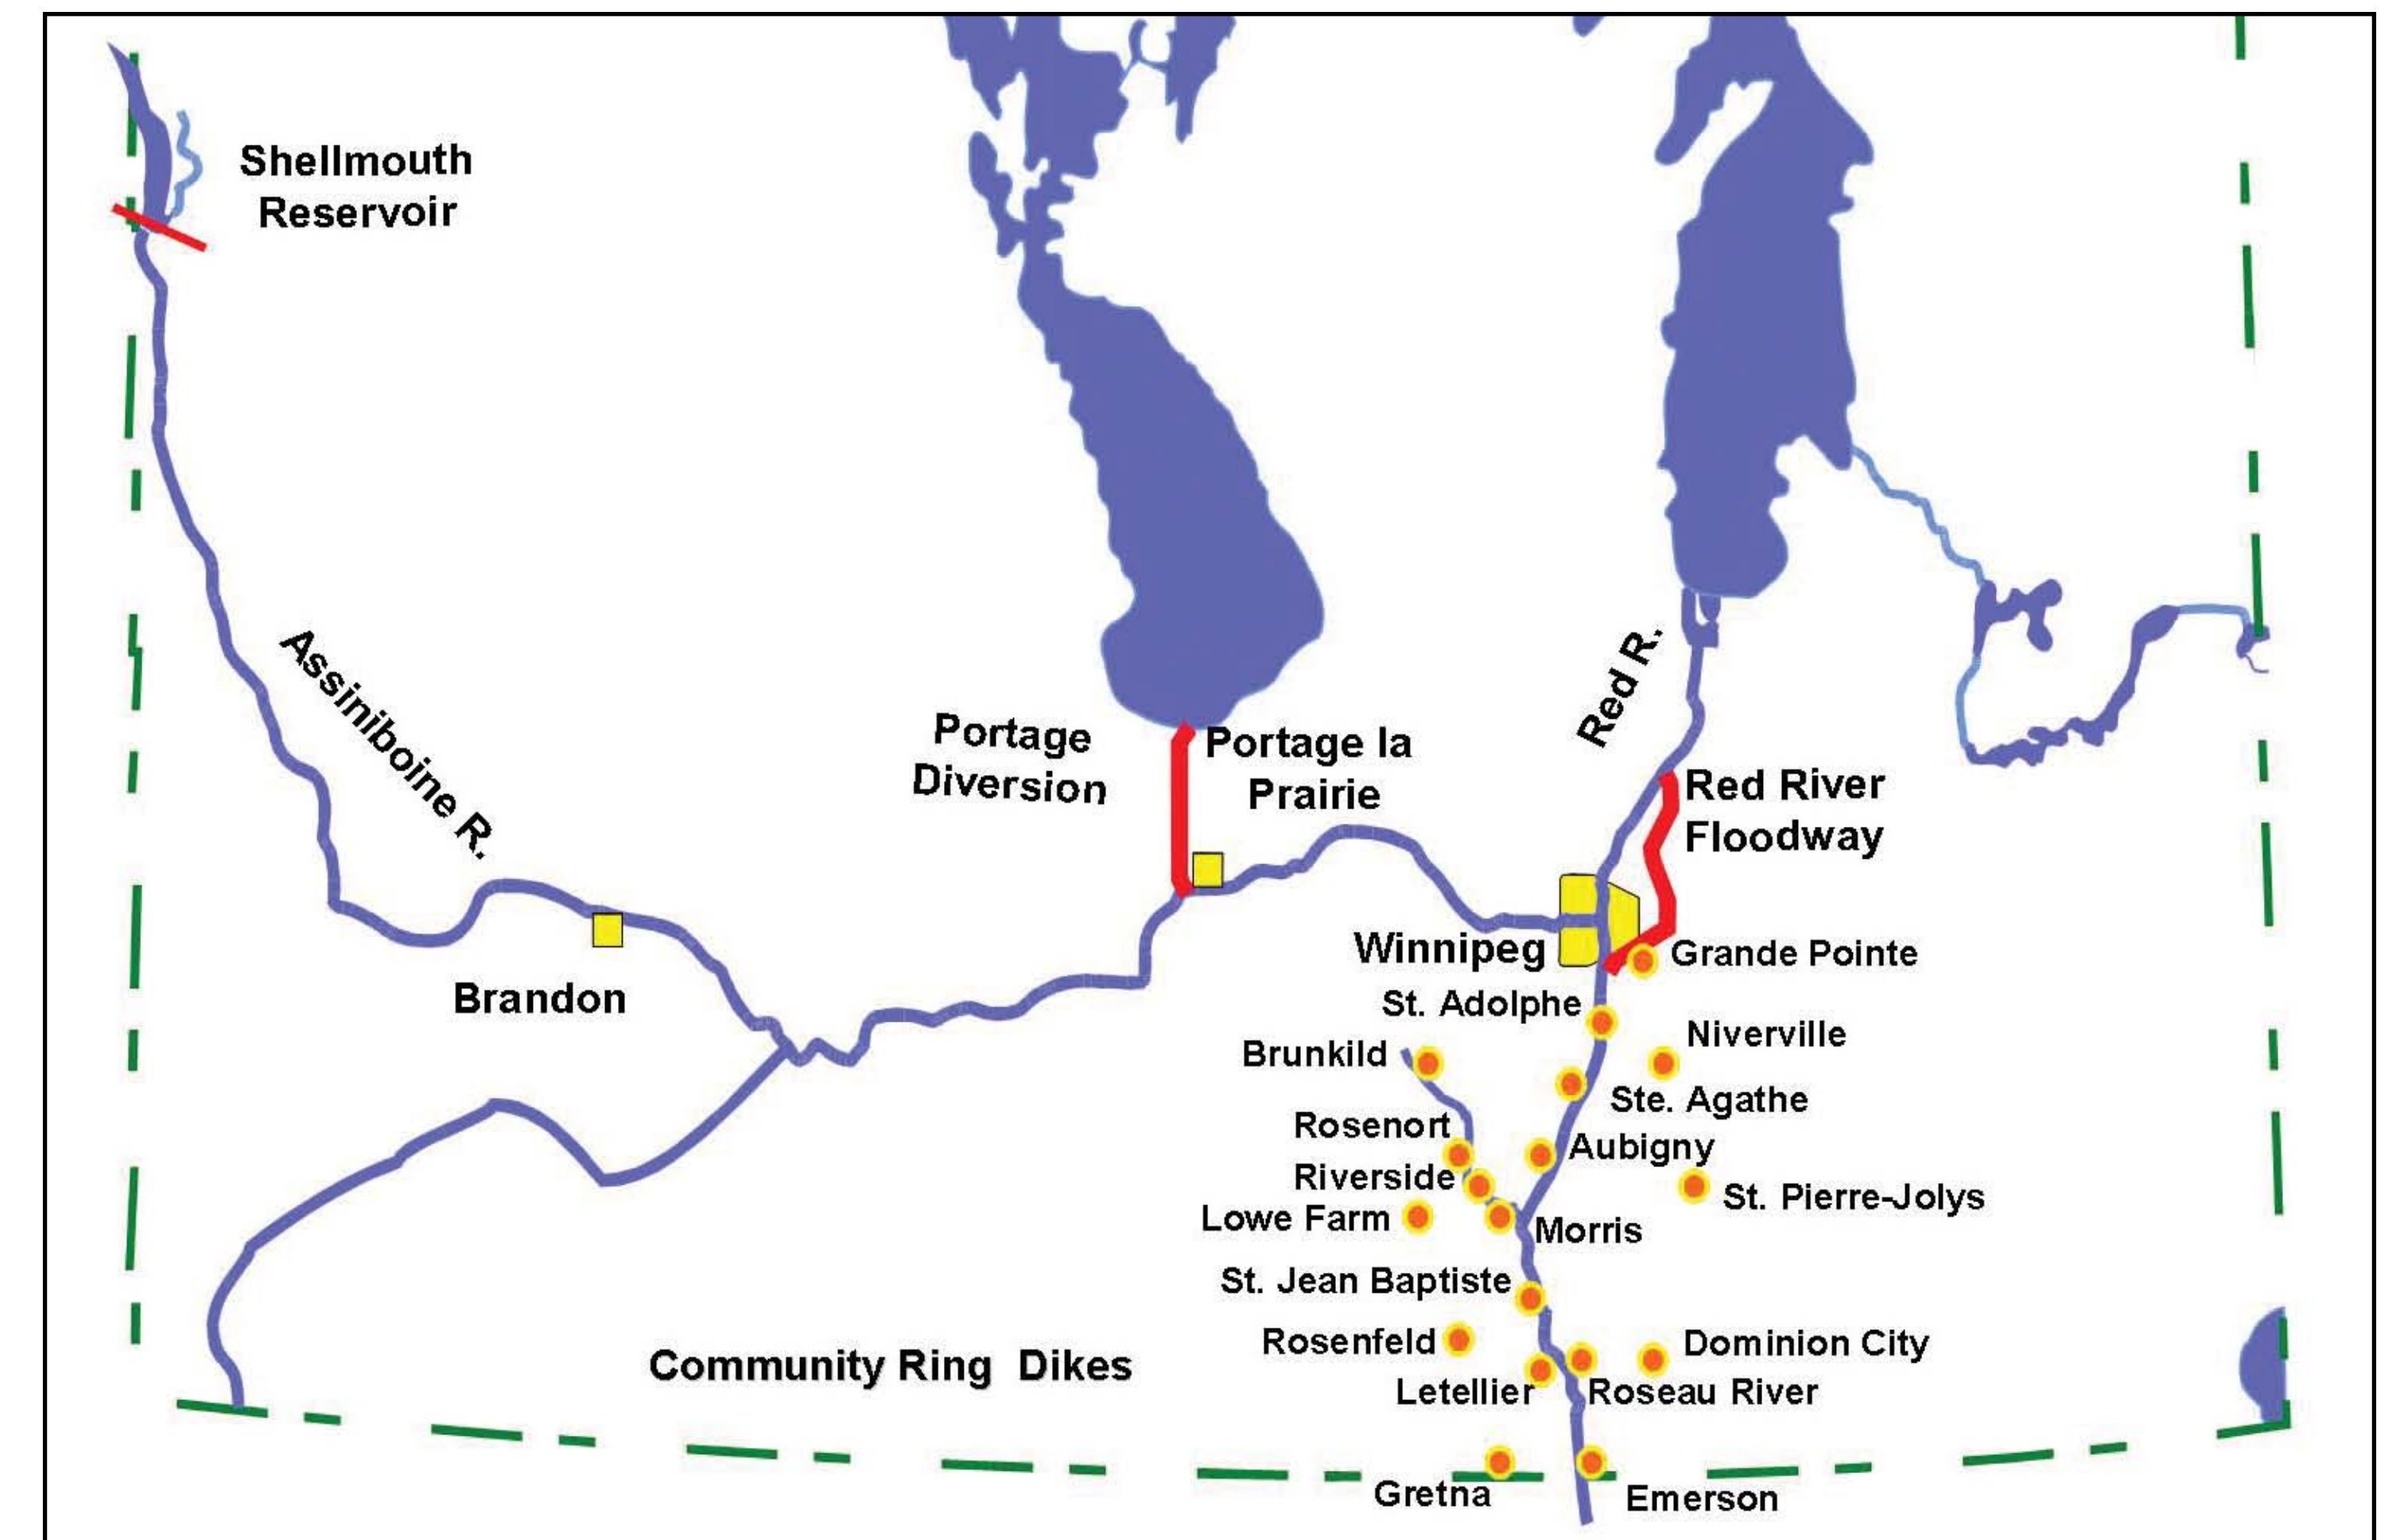 Shellmouth
Reservoir
Assiniboine R.
Portage
Diversion
Portage la
Prairie
Red R.
Red River
Floodway
Brandon
Winnipeg
Grande Pointe
St. Adolphe
Niverville
Brunkild
Ste. Agathe
Rosenort
Aubigny
Riverside
St. Pierre-Jolys
Lowe Farm
Morris
St. Jean Baptiste
Rosenfeld
Dominion City
Community Ring Dikes
Letellier
Roseau River
Gretna
Emerson